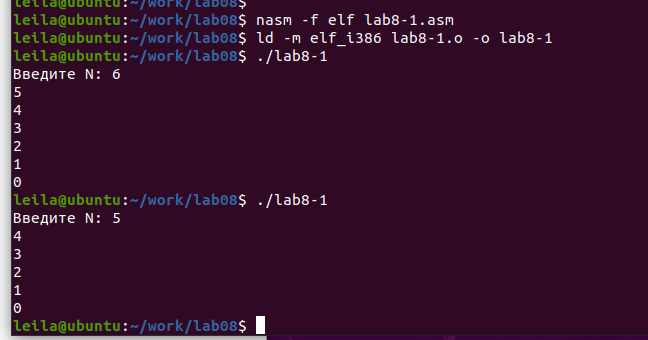 leila@ubuntu:~/work/lab08$
leila@ubuntu:~/work/lab08$ nasm -f elf lab8-1.asm
leila@ubuntu:~/work/lab08$ ld -m elf_i386 lab8-1.o -o lab8-1
leila@ubuntu:~/work/lab08$ ./lab8-1
Введите N: 6
5
4
3
2
1
0
leila@ubuntu:~/work/lab08$ ./lab8-1
Введите N: 5
4
3
2
1
0
leila@ubuntu:~/work/lab08$